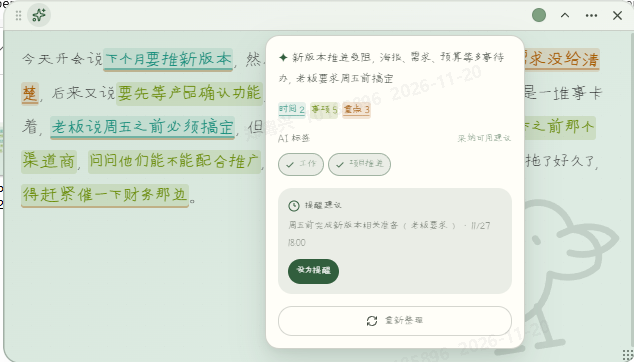 今天开会说下个月要推新版本, 然
求没给清
楚, 后来又说要先等产品确认功能
是一堆事卡
着, 老板说周五之前必须搞定, 但
之前那个
渠道商, 问问他们能不能配合推广,
拖了好久了,
得赶紧催一下财务那边。
新版本推进受阻, 海报、需求、预算等多事待
办, 老板要求周五前搞定
时间 2 事项 5 重点 3
AI 标签 采纳可用建议
工作 项目推进
提醒建议
周五前完成新版本相关准备 ( 老板要求 ) · 11/27
18:00
设为提醒
重新整理
2026-11-20